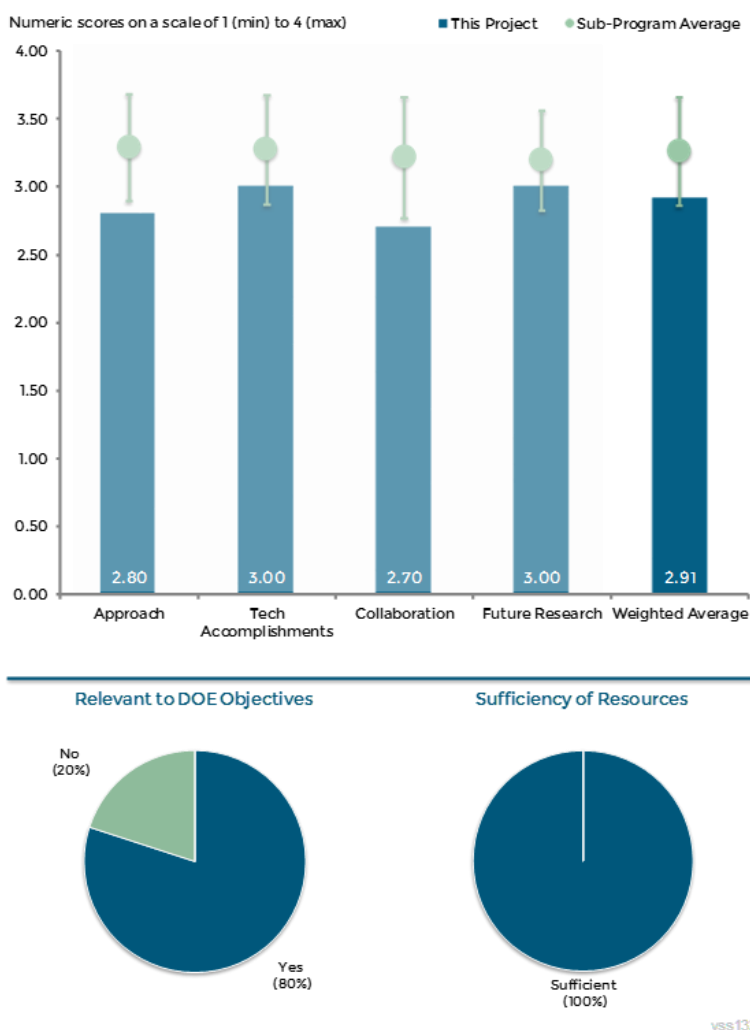 Numeric scores on a scale of 1 (min) to 4 (max)
This Project
Sub-Program Average
4.00
3.50
3.00
2.50
2.00
1.50
1.00
0.50
0.00
2.80
3.00
2.70
3.00
2.91
Approach
Tech
Accomplishments
Collaboration
Future Research
Weighted Average
Relevant to DOE Objectives
Sufficiency of Resources
No
(20%)
Yes
(80%)
Sufficient
(100%)